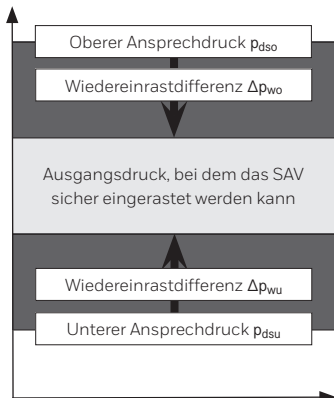 Oberer Ansprechdruck pdso
Wiedereinrastdifferenz Δpwo
Ausgangsdruck, bei dem das SAV
sicher eingerastet werden kann
Wiedereinrastdifferenz Δpwu
Unterer Ansprechdruck pdsu